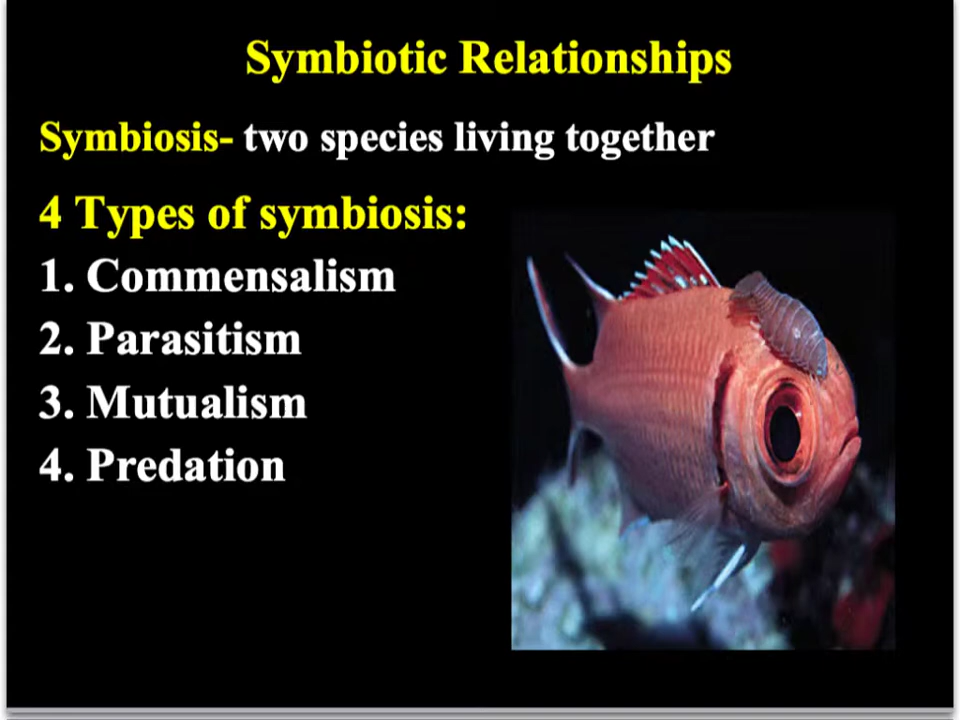 Symbiotic Relationships
Symbiosis- two species living together
4 Types of symbiosis:
1. Commensalism
2. Parasitism
3. Mutualism
4. Predation